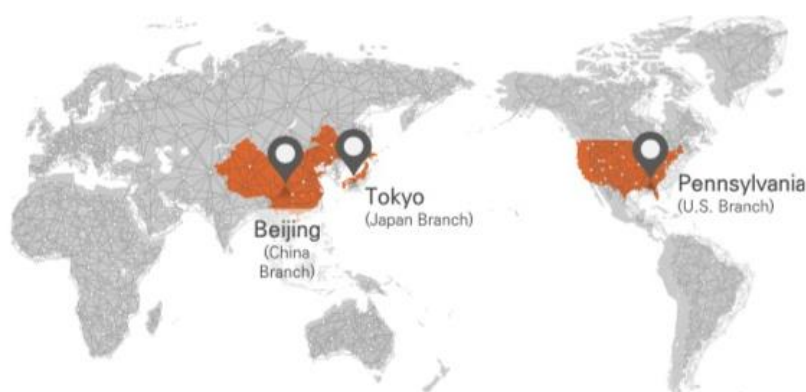 Tokyo
(Japan Branch)
Beijing
(China
Branch)
Pennsylvania
(U.S. Branch)